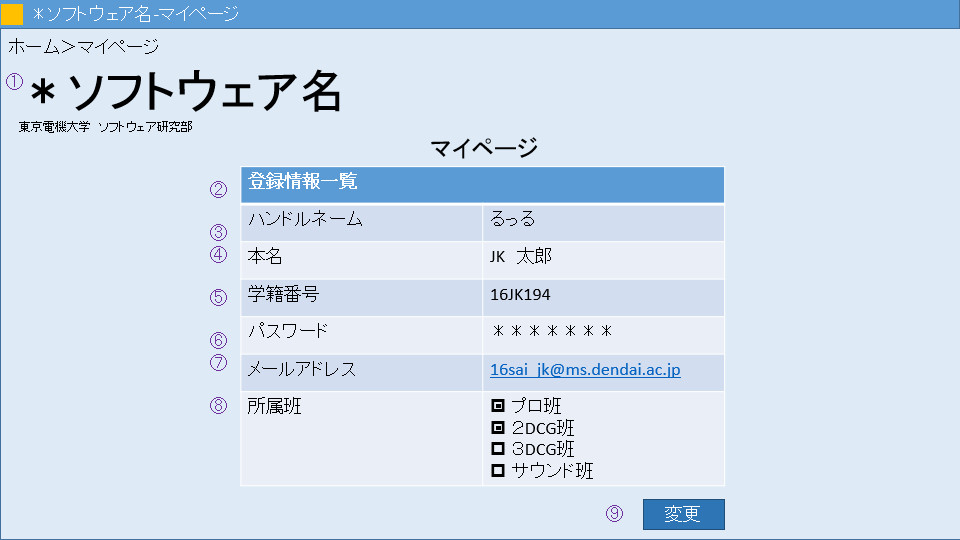 ＊ソフトウェア名-マイページ
ホーム＞マイページ
① ＊ソフトウェア名
東京電機大学　ソフトウェア研究部
マイページ
② 登録情報一覧
③ ハンドルネーム るっる
④ 本名 JK　太郎
⑤ 学籍番号 16JK194
⑥ パスワード ＊＊＊＊＊＊＊
⑦ メールアドレス 16sai_jk@ms.dendai.ac.jp
⑧ 所属班 プロ班
２DCG班
３DCG班
サウンド班
⑨ 変更